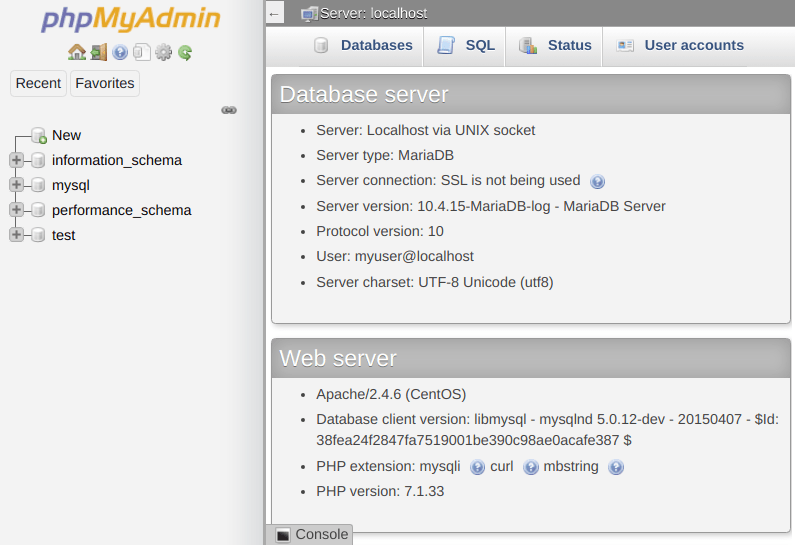 phpMyAdmin
Recent Favorites
New
information_schema
mysql
performance_schema
test
← Server: localhost
Databases SQL Status User accounts
Database server
• Server: Localhost via UNIX socket
• Server type: MariaDB
• Server connection: SSL is not being used
• Server version: 10.4.15-MariaDB-log - MariaDB Server
• Protocol version: 10
• User: myuser@localhost
• Server charset: UTF-8 Unicode (utf8)
Web server
• Apache/2.4.6 (CentOS)
• Database client version: libmysql - mysqlnd 5.0.12-dev - 20150407 - $Id:
38fea24f2847fa7519001be390c98ae0acafe387 $
• PHP extension: mysqli curl mbstring
• PHP version: 7.1.33
Console